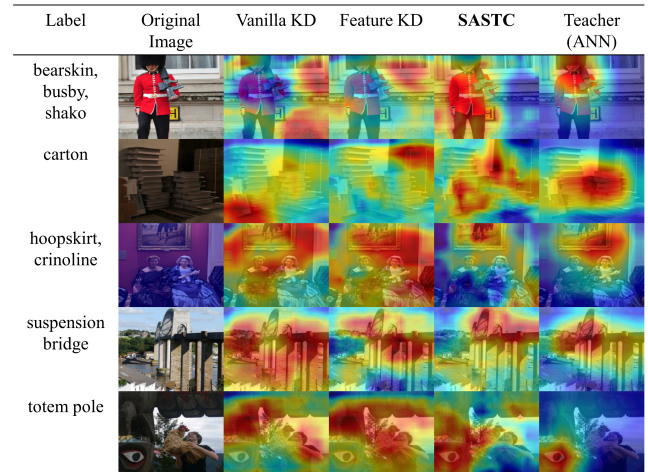 Label Original Image Vanilla KD Feature KD SASTC Teacher (ANN)
bearskin,
busby,
shako
carton
hoopskirt,
crinoline
suspension
bridge
totem pole